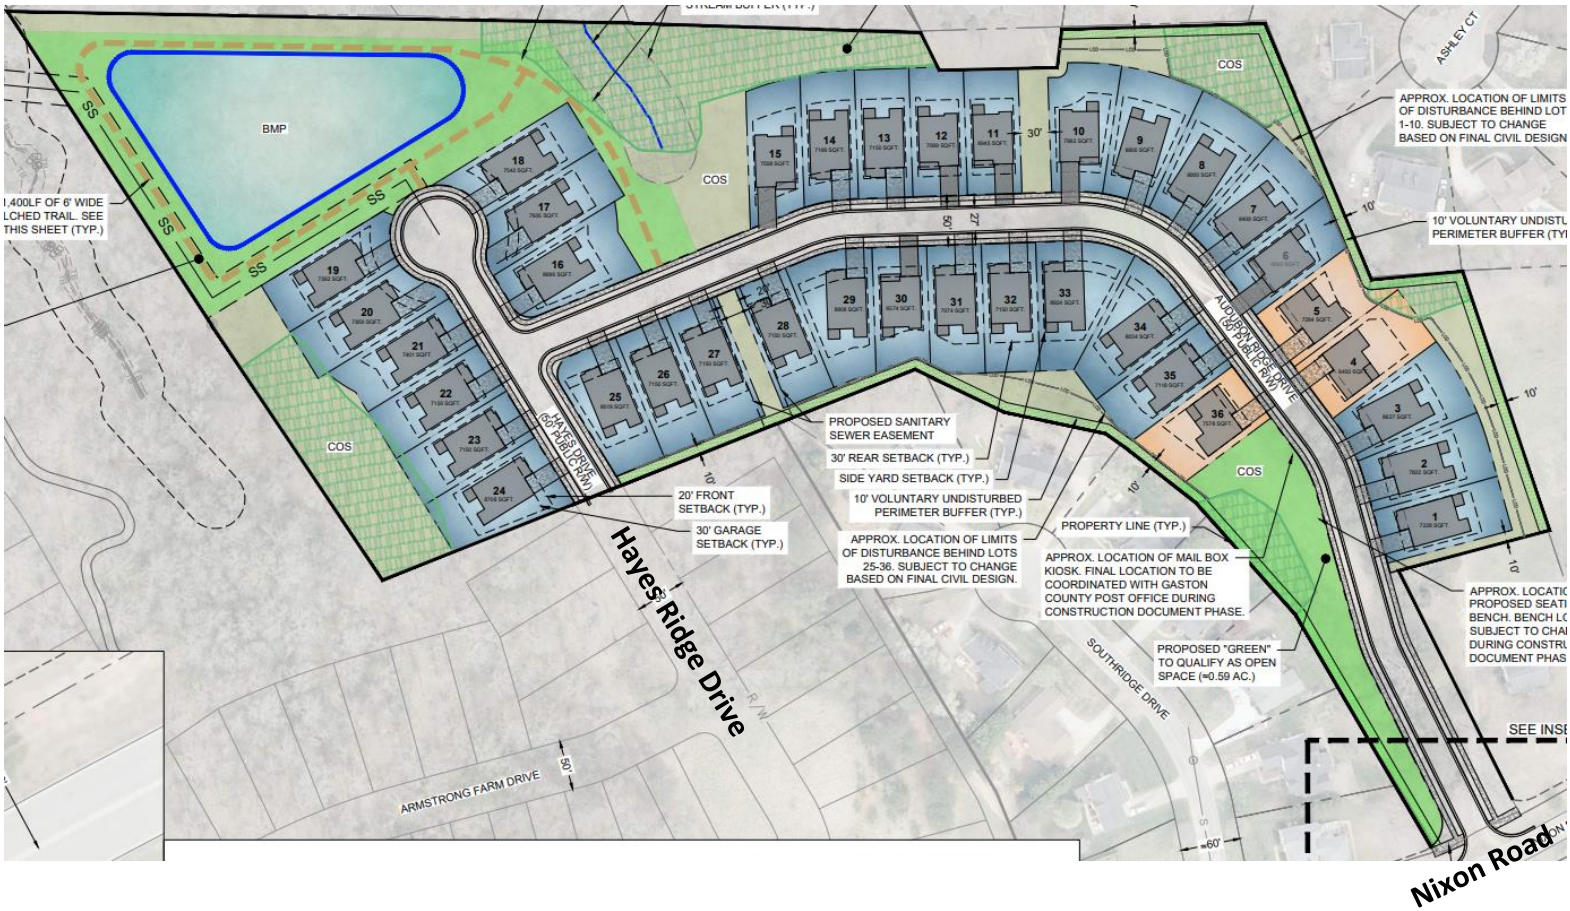 STREAM BUFFER (TYP.)
ASHLEY CT
COS
APPROX. LOCATION OF LIMITS
OF DISTURBANCE BEHIND LOT
1-10. SUBJECT TO CHANGE
BASED ON FINAL CIVIL DESIGN
BMP
SS
SS
SS
SS
1,400LF OF 6' WIDE
LCHED TRAIL. SEE
THIS SHEET (TYP.)
COS
30'
10'
10' VOLUNTARY UNDISTU
PERIMETER BUFFER (TY
15
14
13
12
11
10
9
8
7
6
5
4
3
2
1
18
17
16
19
20
21
22
23
24
25
26
27
28
29
30
31
32
33
34
35
36
7150 SQFT.
50'
27'
20'
AUDUBON RIDGE DRIVE
(50' PUBLIC R/W)
HAYES DRIVE
(50' PUBLIC R/W)
COS
COS
10'
10'
10'
10'
PROPOSED SANITARY
SEWER EASEMENT
30' REAR SETBACK (TYP.)
SIDE YARD SETBACK (TYP.)
10' VOLUNTARY UNDISTURBED
PERIMETER BUFFER (TYP.)
20' FRONT
SETBACK (TYP.)
30' GARAGE
SETBACK (TYP.)
APPROX. LOCATION OF LIMITS
OF DISTURBANCE BEHIND LOTS
25-36. SUBJECT TO CHANGE
BASED ON FINAL CIVIL DESIGN.
PROPERTY LINE (TYP.)
APPROX. LOCATION OF MAIL BOX
KIOSK. FINAL LOCATION TO BE
COORDINATED WITH GASTON
COUNTY POST OFFICE DURING
CONSTRUCTION DOCUMENT PHASE.
APPROX. LOCATIO
PROPOSED SEATI
BENCH. BENCH LO
SUBJECT TO CHA
DURING CONSTRU
DOCUMENT PHAS
PROPOSED "GREEN"
TO QUALIFY AS OPEN
SPACE (≈0.59 AC.)
Hayes Ridge Drive
R/W
SOUTHRIDGE DRIVE
ARMSTRONG FARM DRIVE
50'
≈60'
S
SEE INSE
Nixon Road